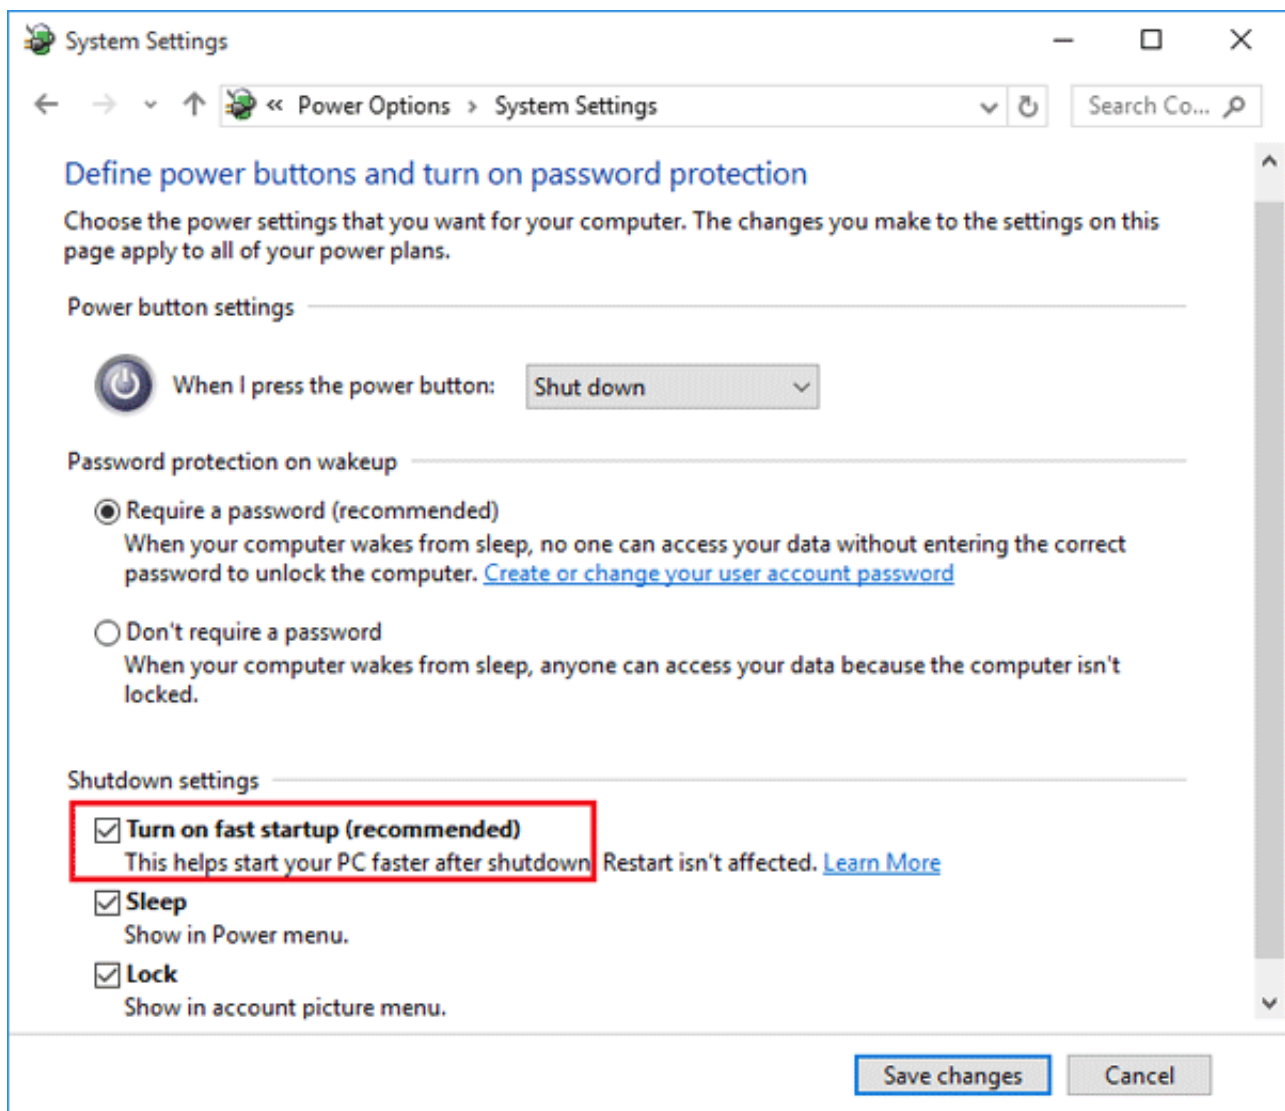 System Settings
« Power Options > System Settings
Search Co...
Define power buttons and turn on password protection
Choose the power settings that you want for your computer. The changes you make to the settings on this
page apply to all of your power plans.
Power button settings
When I press the power button: Shut down
Password protection on wakeup
Require a password (recommended)
When your computer wakes from sleep, no one can access your data without entering the correct
password to unlock the computer. Create or change your user account password
Don't require a password
When your computer wakes from sleep, anyone can access your data because the computer isn't
locked.
Shutdown settings
Turn on fast startup (recommended)
This helps start your PC faster after shutdown. Restart isn't affected. Learn More
Sleep
Show in Power menu.
Lock
Show in account picture menu.
Save changes Cancel